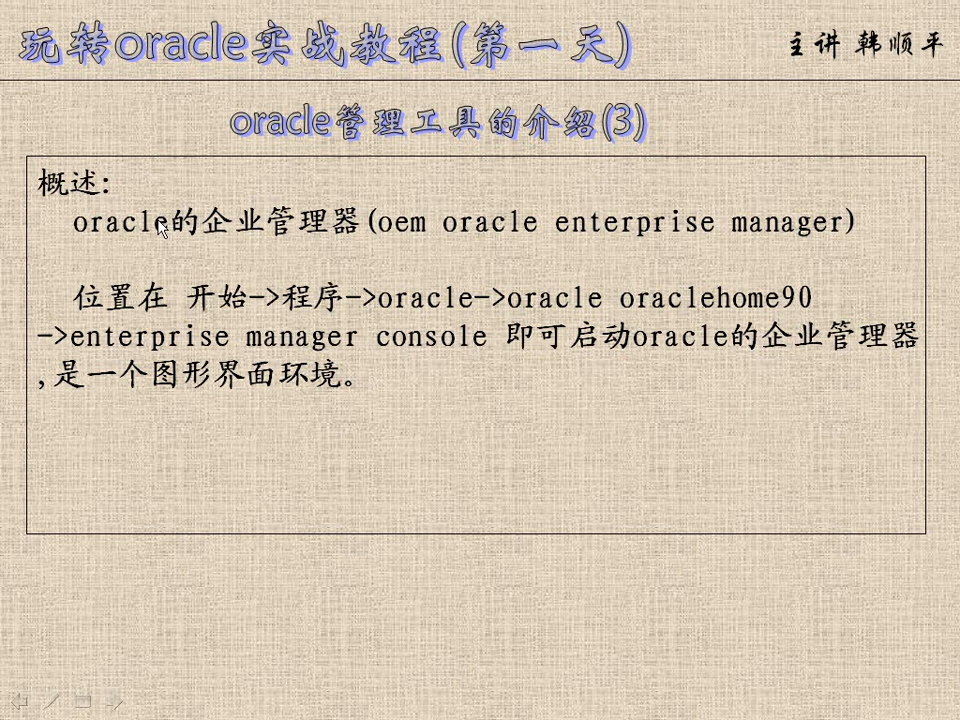 玩转oracle实战教程(第一天)
主讲 韩顺平
oracle管理工具的介绍(3)
概述:
oracle的企业管理器(oem oracle enterprise manager)
位置在 开始->程序->oracle->oracle oraclehome90
->enterprise manager console 即可启动oracle的企业管理器
,是一个图形界面环境。